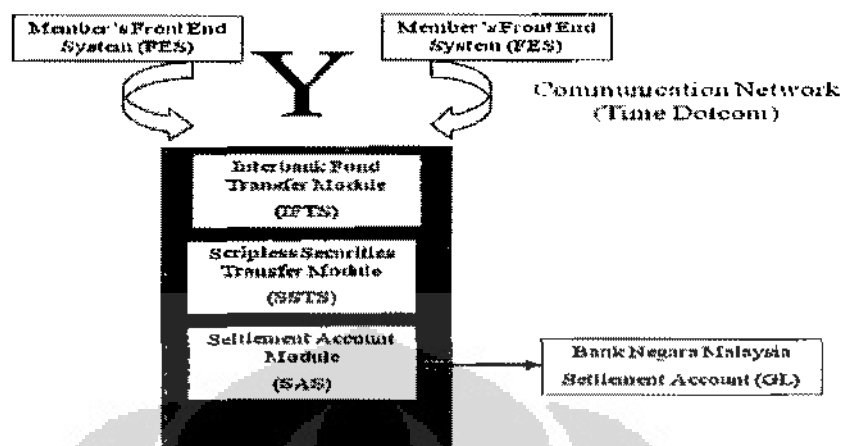 Member's Front End
System (FES)
Member's Front End
System (FES)
Y
Communication Network
(Time Dotcom)
Interbank Fund
Transfer Module
(IFTS)
Scripless Securities
Transfer Module
(SSTS)
Settlement Account
Module
(SAS)
Bank Negara Malaysia
Settlement Account (GL)